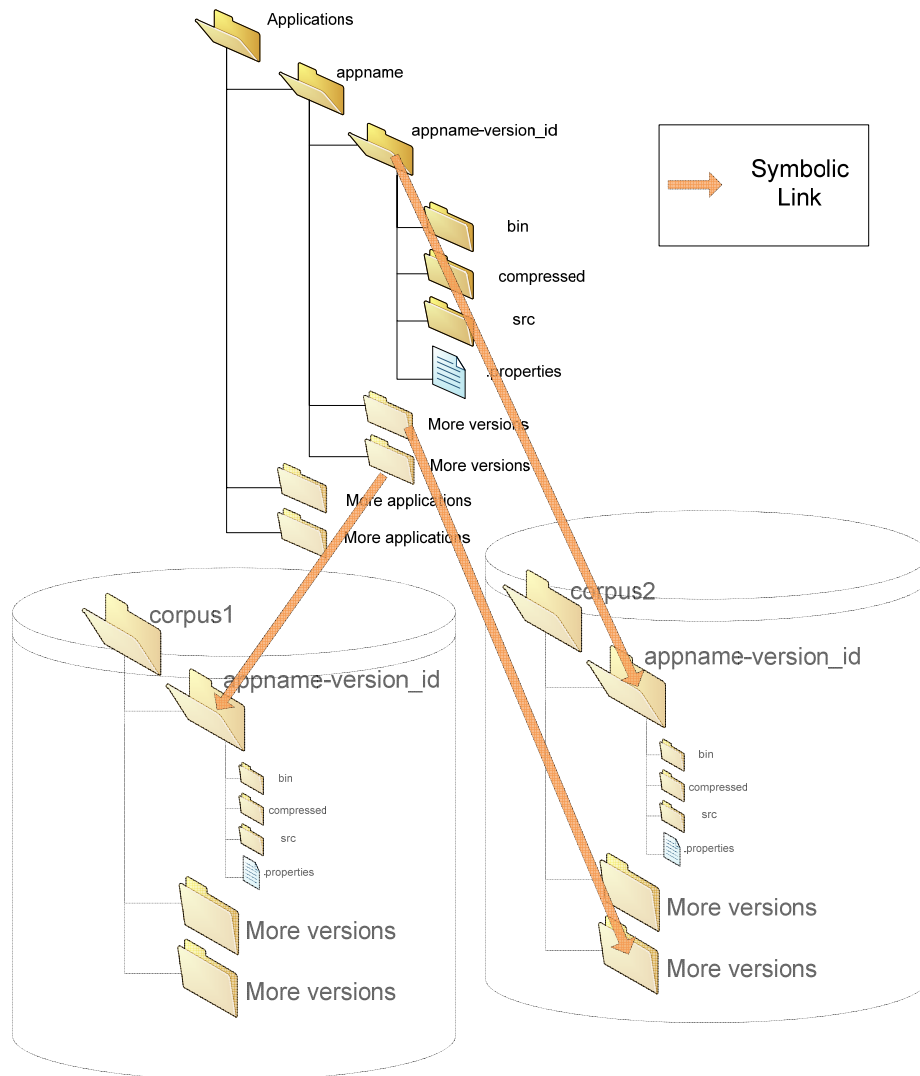 Applications
appname
appname-version_id
Symbolic
Link
bin
compressed
src
.properties
More versions
More versions
More applications
More applications
corpus1
appname-version_id
bin
compressed
src
.properties
More versions
More versions
corpus2
appname-version_id
bin
compressed
src
.properties
More versions
More versions